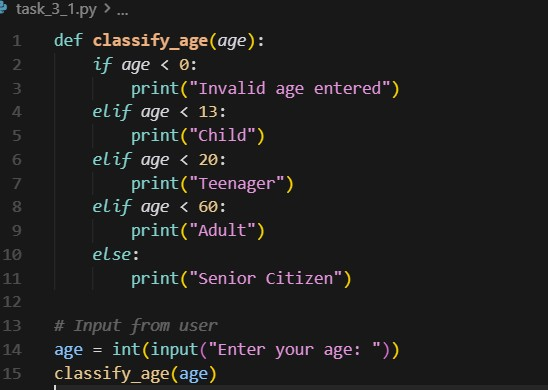 task_3_1.py > ...
1 def classify_age(age):
2     if age < 0:
3         print("Invalid age entered")
4     elif age < 13:
5         print("Child")
6     elif age < 20:
7         print("Teenager")
8     elif age < 60:
9         print("Adult")
10     else:
11         print("Senior Citizen")
12
13 # Input from user
14 age = int(input("Enter your age: "))
15 classify_age(age)